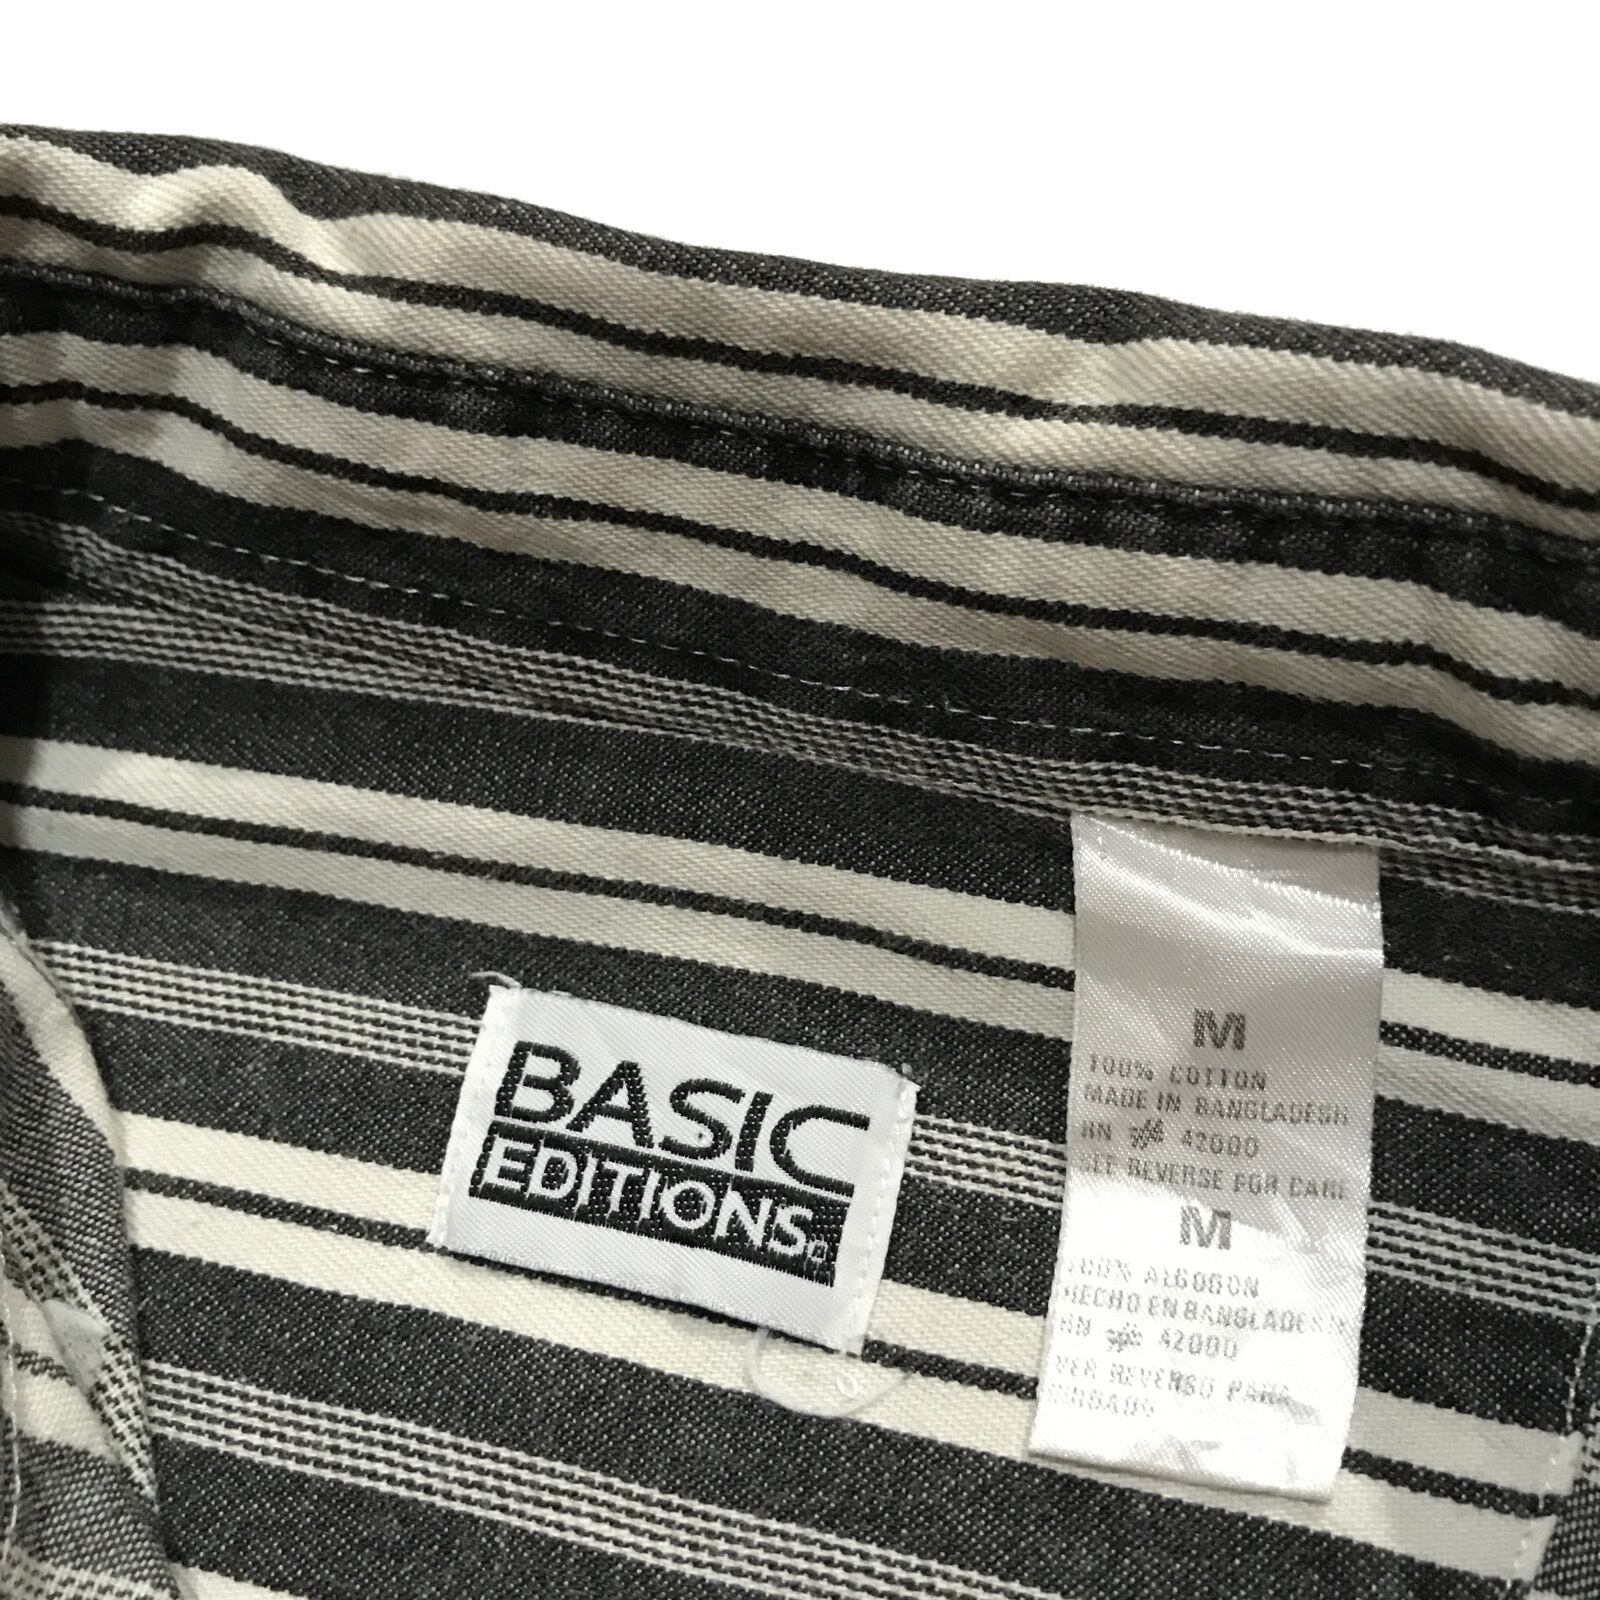 BASIC
EDITIONS
M
100% COTTON
MADE IN BANGLADESH
RN # 42000
SEE REVERSE FOR CARE
M
100% ALGODON
HECHO EN BANGLADESH
RN # 42000
VER REVERSO PARA
CUIDADO